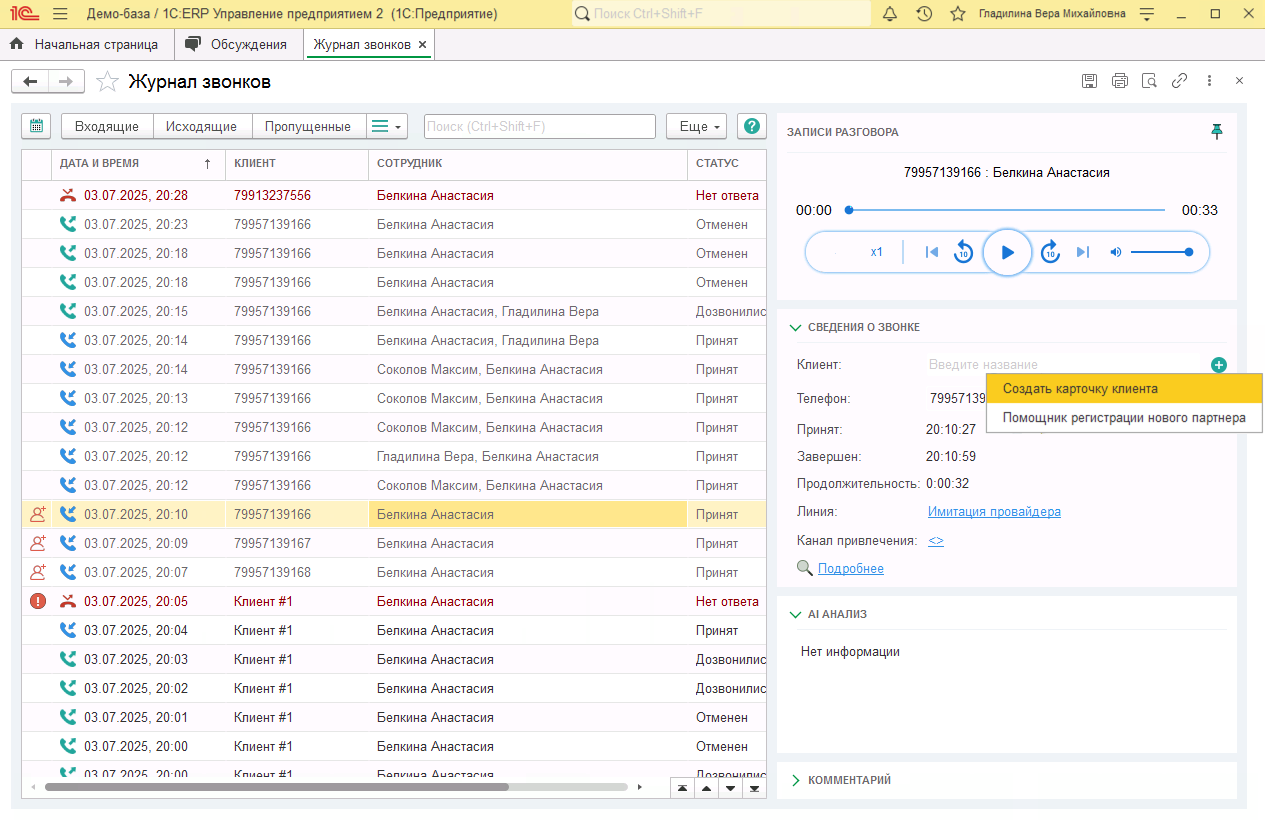 1С Демо-база / 1С:ERP Управление предприятием 2 (1С:Предприятие) Поиск Ctrl+Shift+F Гладилина Вера Михайловна
Начальная страница Обсуждения Журнал звонков ×
Журнал звонков
Входящие Исходящие Пропущенные Поиск (Ctrl+Shift+F) Еще ?
ДАТА И ВРЕМЯ ↑ КЛИЕНТ СОТРУДНИК СТАТУС
03.07.2025, 20:28 79913237556 Белкина Анастасия Нет ответа
03.07.2025, 20:23 79957139166 Белкина Анастасия Отменен
03.07.2025, 20:18 79957139166 Белкина Анастасия Отменен
03.07.2025, 20:18 79957139166 Белкина Анастасия Отменен
03.07.2025, 20:15 79957139166 Белкина Анастасия, Гладилина Вера Дозвонилис
03.07.2025, 20:14 79957139166 Белкина Анастасия, Гладилина Вера Принят
03.07.2025, 20:14 79957139166 Соколов Максим, Белкина Анастасия Принят
03.07.2025, 20:13 79957139166 Соколов Максим, Белкина Анастасия Принят
03.07.2025, 20:12 79957139166 Соколов Максим, Белкина Анастасия Принят
03.07.2025, 20:12 79957139166 Гладилина Вера, Белкина Анастасия Принят
03.07.2025, 20:12 79957139166 Соколов Максим, Белкина Анастасия Принят
03.07.2025, 20:10 79957139166 Белкина Анастасия Принят
03.07.2025, 20:09 79957139167 Белкина Анастасия Принят
03.07.2025, 20:07 79957139168 Белкина Анастасия Принят
03.07.2025, 20:05 Клиент #1 Белкина Анастасия Нет ответа
03.07.2025, 20:04 Клиент #1 Белкина Анастасия Принят
03.07.2025, 20:03 Клиент #1 Белкина Анастасия Дозвонилис
03.07.2025, 20:02 Клиент #1 Белкина Анастасия Дозвонилис
03.07.2025, 20:01 Клиент #1 Белкина Анастасия Отменен
03.07.2025, 20:00 Клиент #1 Белкина Анастасия Отменен
03.07.2025, 20:00 Клиент #1 Белкина Анастасия Дозвонилис
ЗАПИСИ РАЗГОВОРА
79957139166 : Белкина Анастасия
00:00 00:33
x1 10 10
СВЕДЕНИЯ О ЗВОНКЕ
Клиент: Введите название
Создать карточку клиента
Телефон: 79957139
Помощник регистрации нового партнера
Принят: 20:10:27
Завершен: 20:10:59
Продолжительность: 0:00:32
Линия: Имитация провайдера
Канал привлечения: <>
Подробнее
AI АНАЛИЗ
Нет информации
КОММЕНТАРИЙ